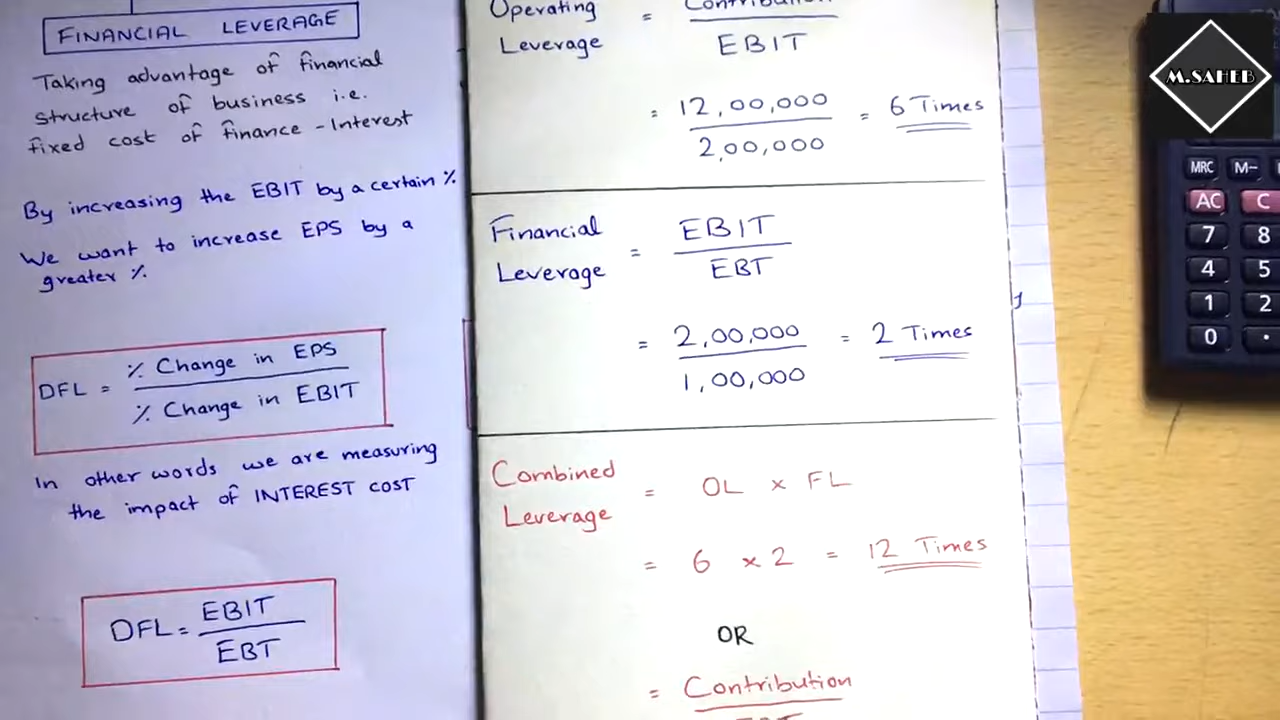 FINANCIAL LEVERAGE
Taking advantage of financial
structure of business i.e.
fixed cost of finance - Interest
By increasing the EBIT by a certain %
We want to increase EPS by a
greater %
DFL = % Change in EPS
% Change in EBIT
In other words we are measuring
the impact of INTEREST COST
DFL = EBIT
EBT
Operating
Leverage
= Contribution
EBIT
= 12,00,000
2,00,000
= 6 Times
Financial
Leverage
= EBIT
EBT
= 2,00,000
1,00,000
= 2 Times
Combined
Leverage
= OL x FL
= 6 x 2 = 12 Times
OR
= Contribution
EBT
M.SAHEB
MRC M-
AC C
7 8
4 5
1 2
0 .